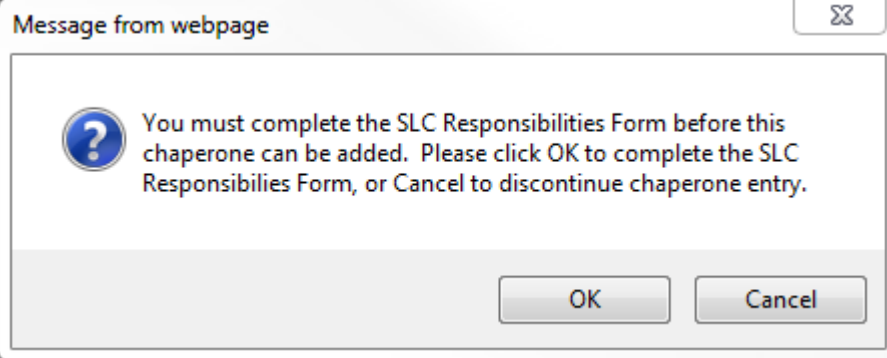 Message from webpage
You must complete the SLC Responsibilities Form before this
chaperone can be added.  Please click OK to complete the SLC
Responsibilies Form, or Cancel to discontinue chaperone entry.
OK
Cancel